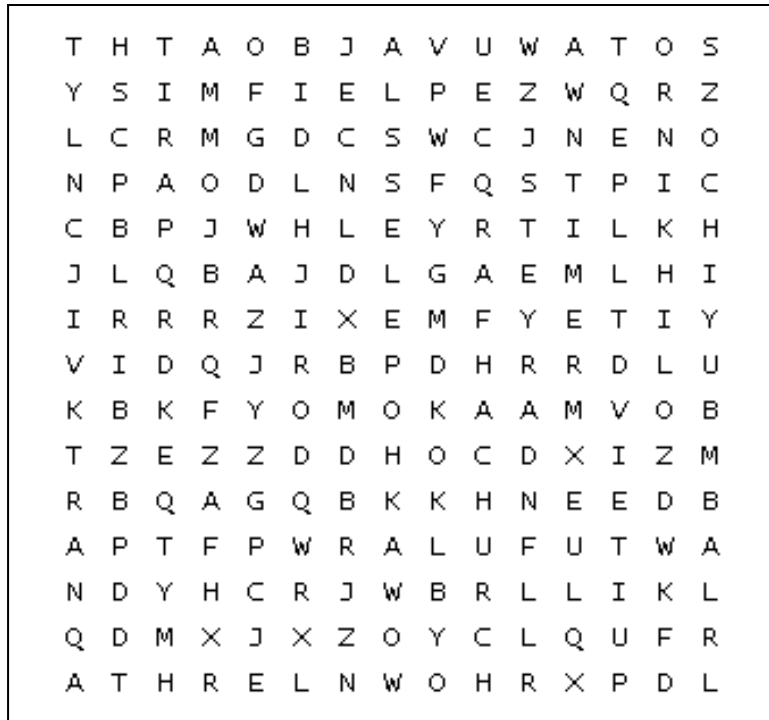 T H T A O B J A V U W A T O S
Y S I M F I E L P E Z W Q R Z
L C R M G D C S W C J N E N O
N P A O D L N S F Q S T P I C
C B P J W H L E Y R T I L K H
J L Q B A J D L G A E M L H I
I R R R Z I X E M F Y E T I Y
V I D Q J R B P D H R R D L U
K B K F Y O M O K A A M V O B
T Z E Z Z D D H O C D X I Z M
R B Q A G Q B K K H N E E D B
A P T F P W R A L U F U T W A
N D Y H C R J W B R L L I K L
Q D M X J X Z O Y C L Q U F R
A T H R E L N W O H R X P D L